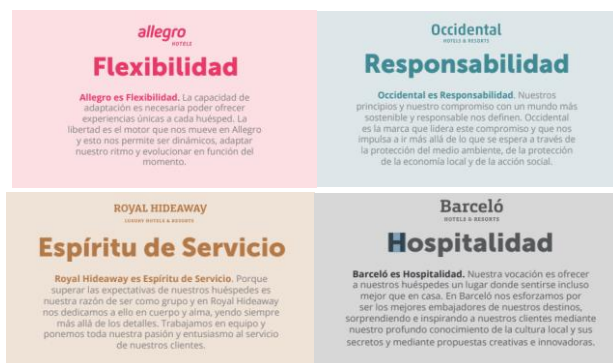 allegro
HOTELS
Flexibilidad
Allegro es Flexibilidad. La capacidad de
adaptación es necesaria poder ofrecer
experiencias únicas a cada huésped. La
libertad es el motor que nos mueve en Allegro
y esto nos permite ser dinámicos, adaptar
nuestro ritmo y evolucionar en función del
momento.
Occidental
HOTELS & RESORTS
Responsabilidad
Occidental es Responsabilidad. Nuestros
principios y nuestro compromiso con un mundo más
sostenible y responsable nos definen. Occidental
es la marca que lidera este compromiso y que nos
impulsa a ir más allá de lo que se espera a través de
la protección del medio ambiente, de la protección
de la economía local y de la acción social.
ROYAL HIDEAWAY
LUXURY HOTELS & RESORTS
Espíritu de Servicio
Royal Hideaway es Espíritu de Servicio. Porque
superar las expectativas de nuestros huéspedes es
nuestra razón de ser como grupo y en Royal Hideaway
nos dedicamos a ello en cuerpo y alma, yendo siempre
más allá de los detalles. Trabajamos en equipo y
ponemos toda nuestra pasión y entusiasmo al servicio
de nuestros clientes.
Barceló
HOTELS & RESORTS
Hospitalidad
Barceló es Hospitalidad. Nuestra vocación es ofrecer
a nuestros huéspedes un lugar donde sentirse incluso
mejor que en casa. En Barceló nos esforzamos por
ser los mejores embajadores de nuestros destinos,
sorprendiendo e inspirando a nuestros clientes mediante
nuestro profundo conocimiento de la cultura local y sus
secretos y mediante propuestas creativas e innovadoras.